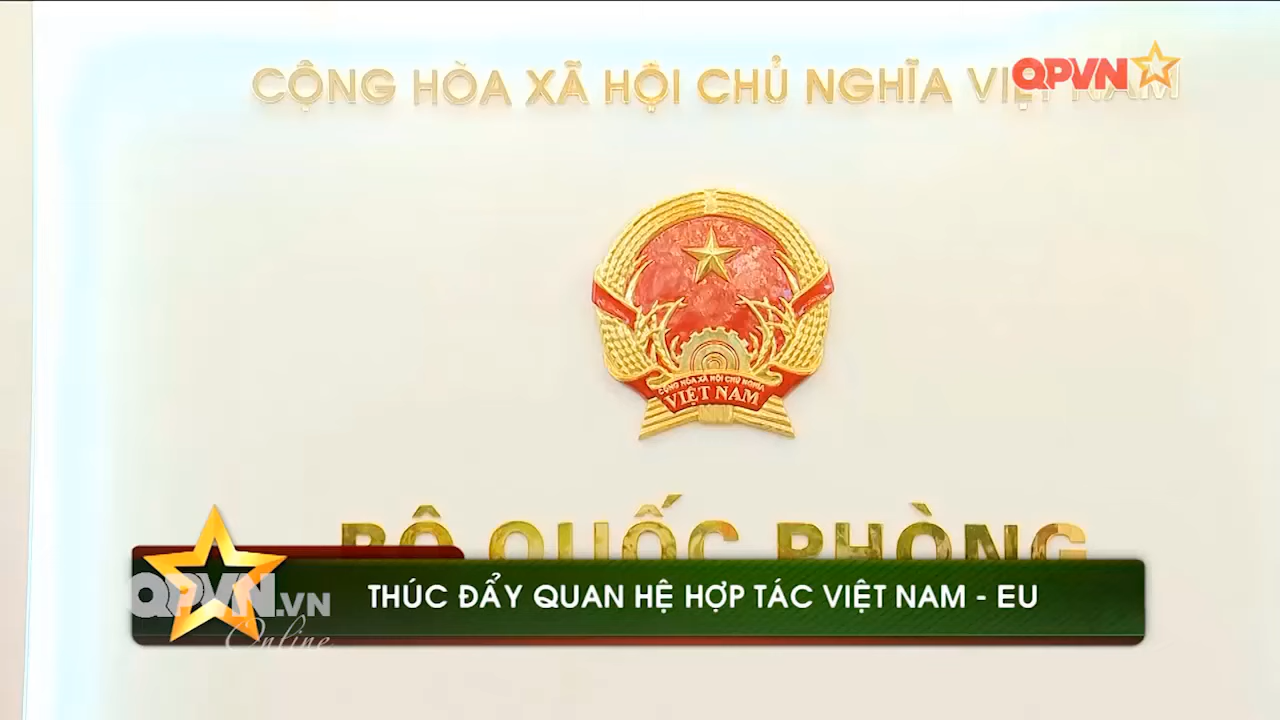 CỘNG HÒA XÃ HỘI CHỦ NGHĨA VIỆT NAM
QPVN
CỘNG HÒA XÃ HỘI CHỦ NGHĨA
VIỆT NAM
BỘ QUỐC PHÒNG
THÚC ĐẨY QUAN HỆ HỢP TÁC VIỆT NAM - EU
QPVN.VN
Online